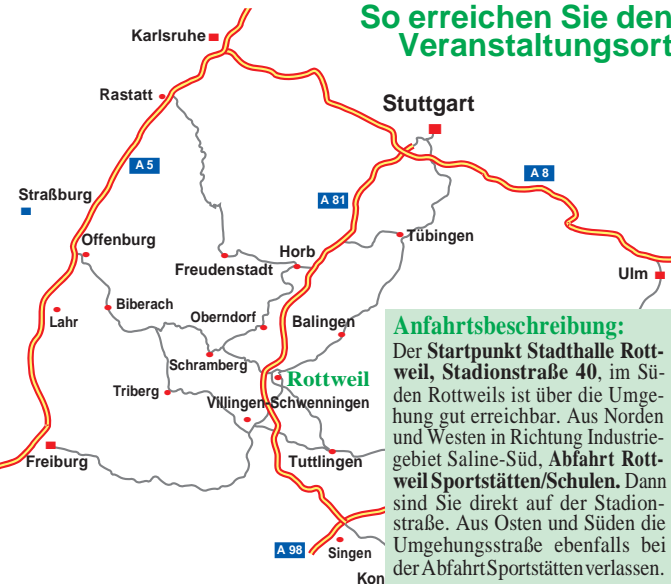 So erreichen Sie den
Veranstaltungsort
Karlsruhe
Rastatt
Stuttgart
A 5
A 8
A 81
Straßburg
Offenburg
Tübingen
Horb
Freudenstadt
Ulm
Biberach
Lahr
Oberndorf
Balingen
Schramberg
Rottweil
Triberg
Villingen-Schwenningen
Freiburg
Tuttlingen
A 98
Singen
Kon
Anfahrtsbeschreibung:
Der Startpunkt Stadthalle Rott-
weil, Stadionstraße 40, im Sü-
den Rottweils ist über die Umge-
hung gut erreichbar. Aus Norden
und Westen in Richtung Industrie-
gebiet Saline-Süd, Abfahrt Rott-
weil Sportstätten/Schulen. Dann
sind Sie direkt auf der Stadion-
straße. Aus Osten und Süden die
Umgehungsstraße ebenfalls bei
der Abfahrt Sportstätten verlassen.